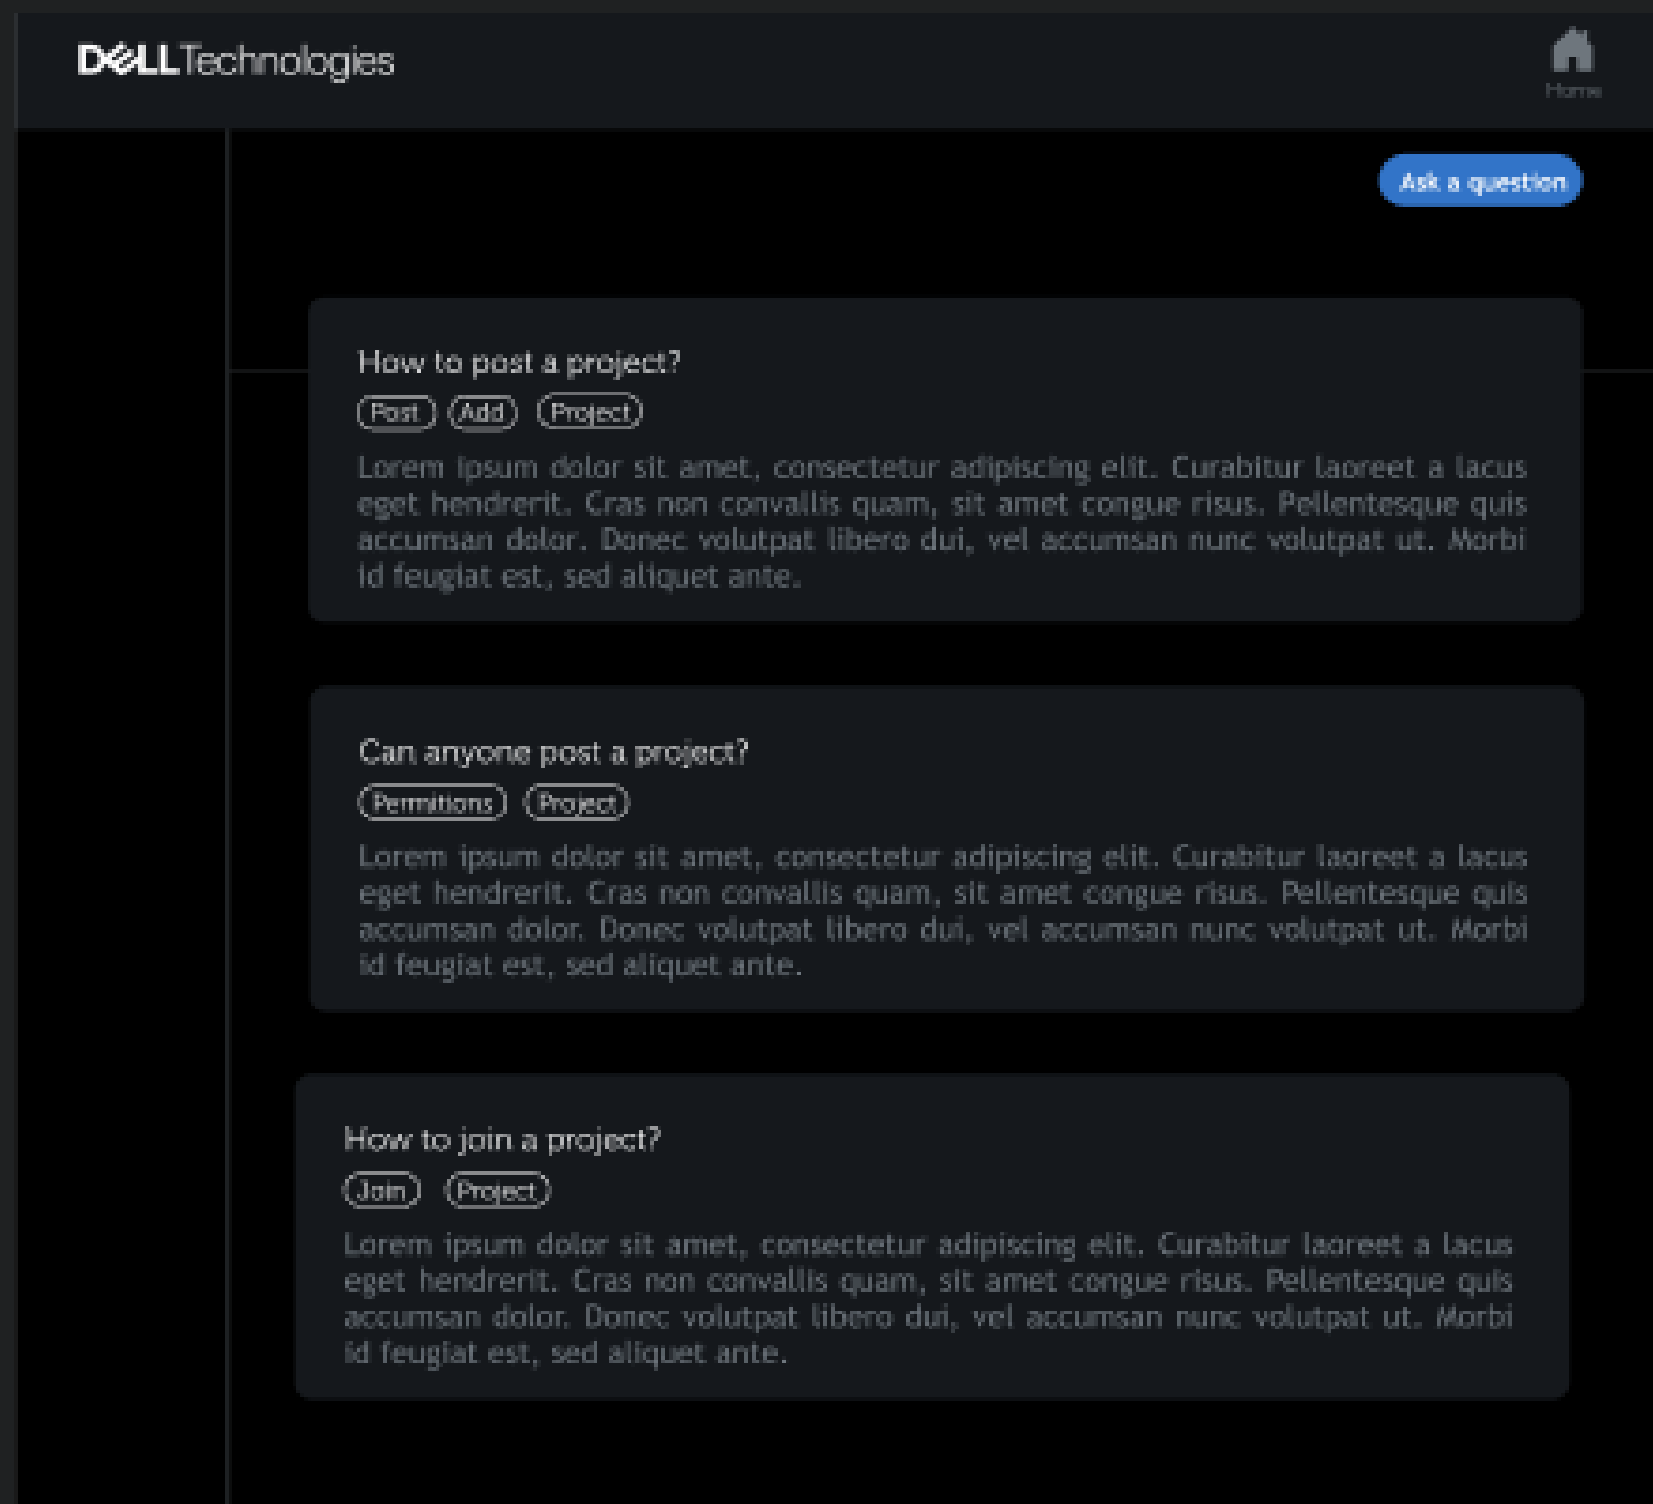 DELLTechnologies
Home
Ask a question
How to post a project?
Post Add Project
Lorem ipsum dolor sit amet, consectetur adipiscing elit. Curabitur laoreet a lacus
eget hendrerit. Cras non convallis quam, sit amet congue risus. Pellentesque quis
accumsan dolor. Donec volutpat libero dui, vel accumsan nunc volutpat ut. Morbi
id feugiat est, sed aliquet ante.
Can anyone post a project?
Permitions Project
Lorem ipsum dolor sit amet, consectetur adipiscing elit. Curabitur laoreet a lacus
eget hendrerit. Cras non convallis quam, sit amet congue risus. Pellentesque quis
accumsan dolor. Donec volutpat libero dui, vel accumsan nunc volutpat ut. Morbi
id feugiat est, sed aliquet ante.
How to join a project?
Join Project
Lorem ipsum dolor sit amet, consectetur adipiscing elit. Curabitur laoreet a lacus
eget hendrerit. Cras non convallis quam, sit amet congue risus. Pellentesque quis
accumsan dolor. Donec volutpat libero dui, vel accumsan nunc volutpat ut. Morbi
id feugiat est, sed aliquet ante.